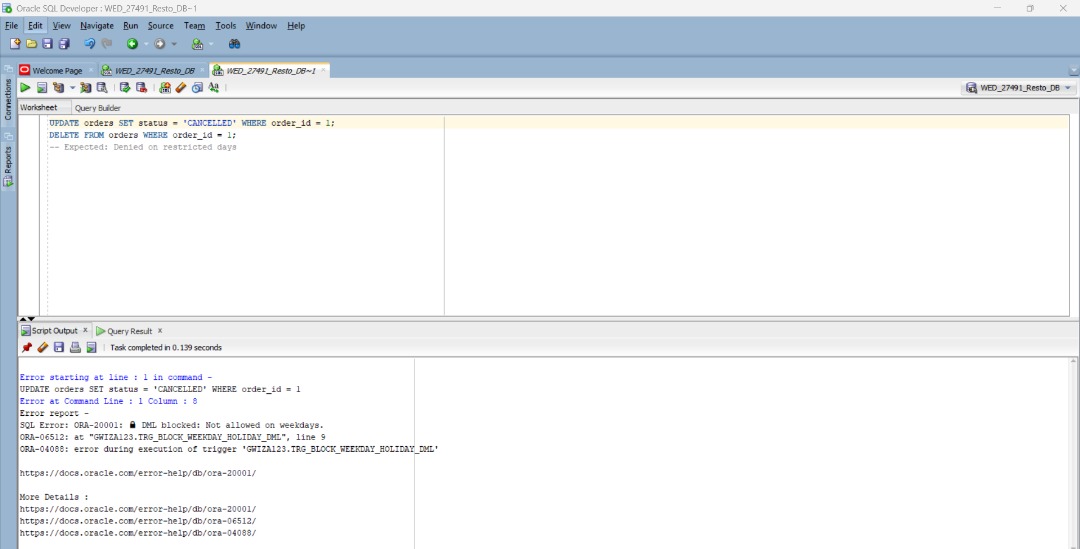 Oracle SQL Developer : WED_27491_Resto_DB~1
File Edit View Navigate Run Source Team Tools Window Help
Welcome Page WED_27491_Resto_DB WED_27491_Resto_DB~1
WED_27491_Resto_DB
Connections
Reports
Worksheet Query Builder
UPDATE orders SET status = 'CANCELLED' WHERE order_id = 1;
DELETE FROM orders WHERE order_id = 1;
-- Expected: Denied on restricted days
Script Output x Query Result x
Task completed in 0.139 seconds
Error starting at line : 1 in command -
UPDATE orders SET status = 'CANCELLED' WHERE order_id = 1
Error at Command Line : 1 Column : 8
Error report -
SQL Error: ORA-20001: 🔒 DML blocked: Not allowed on weekdays.
ORA-06512: at "GWIZA123.TRG_BLOCK_WEEKDAY_HOLIDAY_DML", line 9
ORA-04088: error during execution of trigger 'GWIZA123.TRG_BLOCK_WEEKDAY_HOLIDAY_DML'
https://docs.oracle.com/error-help/db/ora-20001/
More Details :
https://docs.oracle.com/error-help/db/ora-20001/
https://docs.oracle.com/error-help/db/ora-06512/
https://docs.oracle.com/error-help/db/ora-04088/